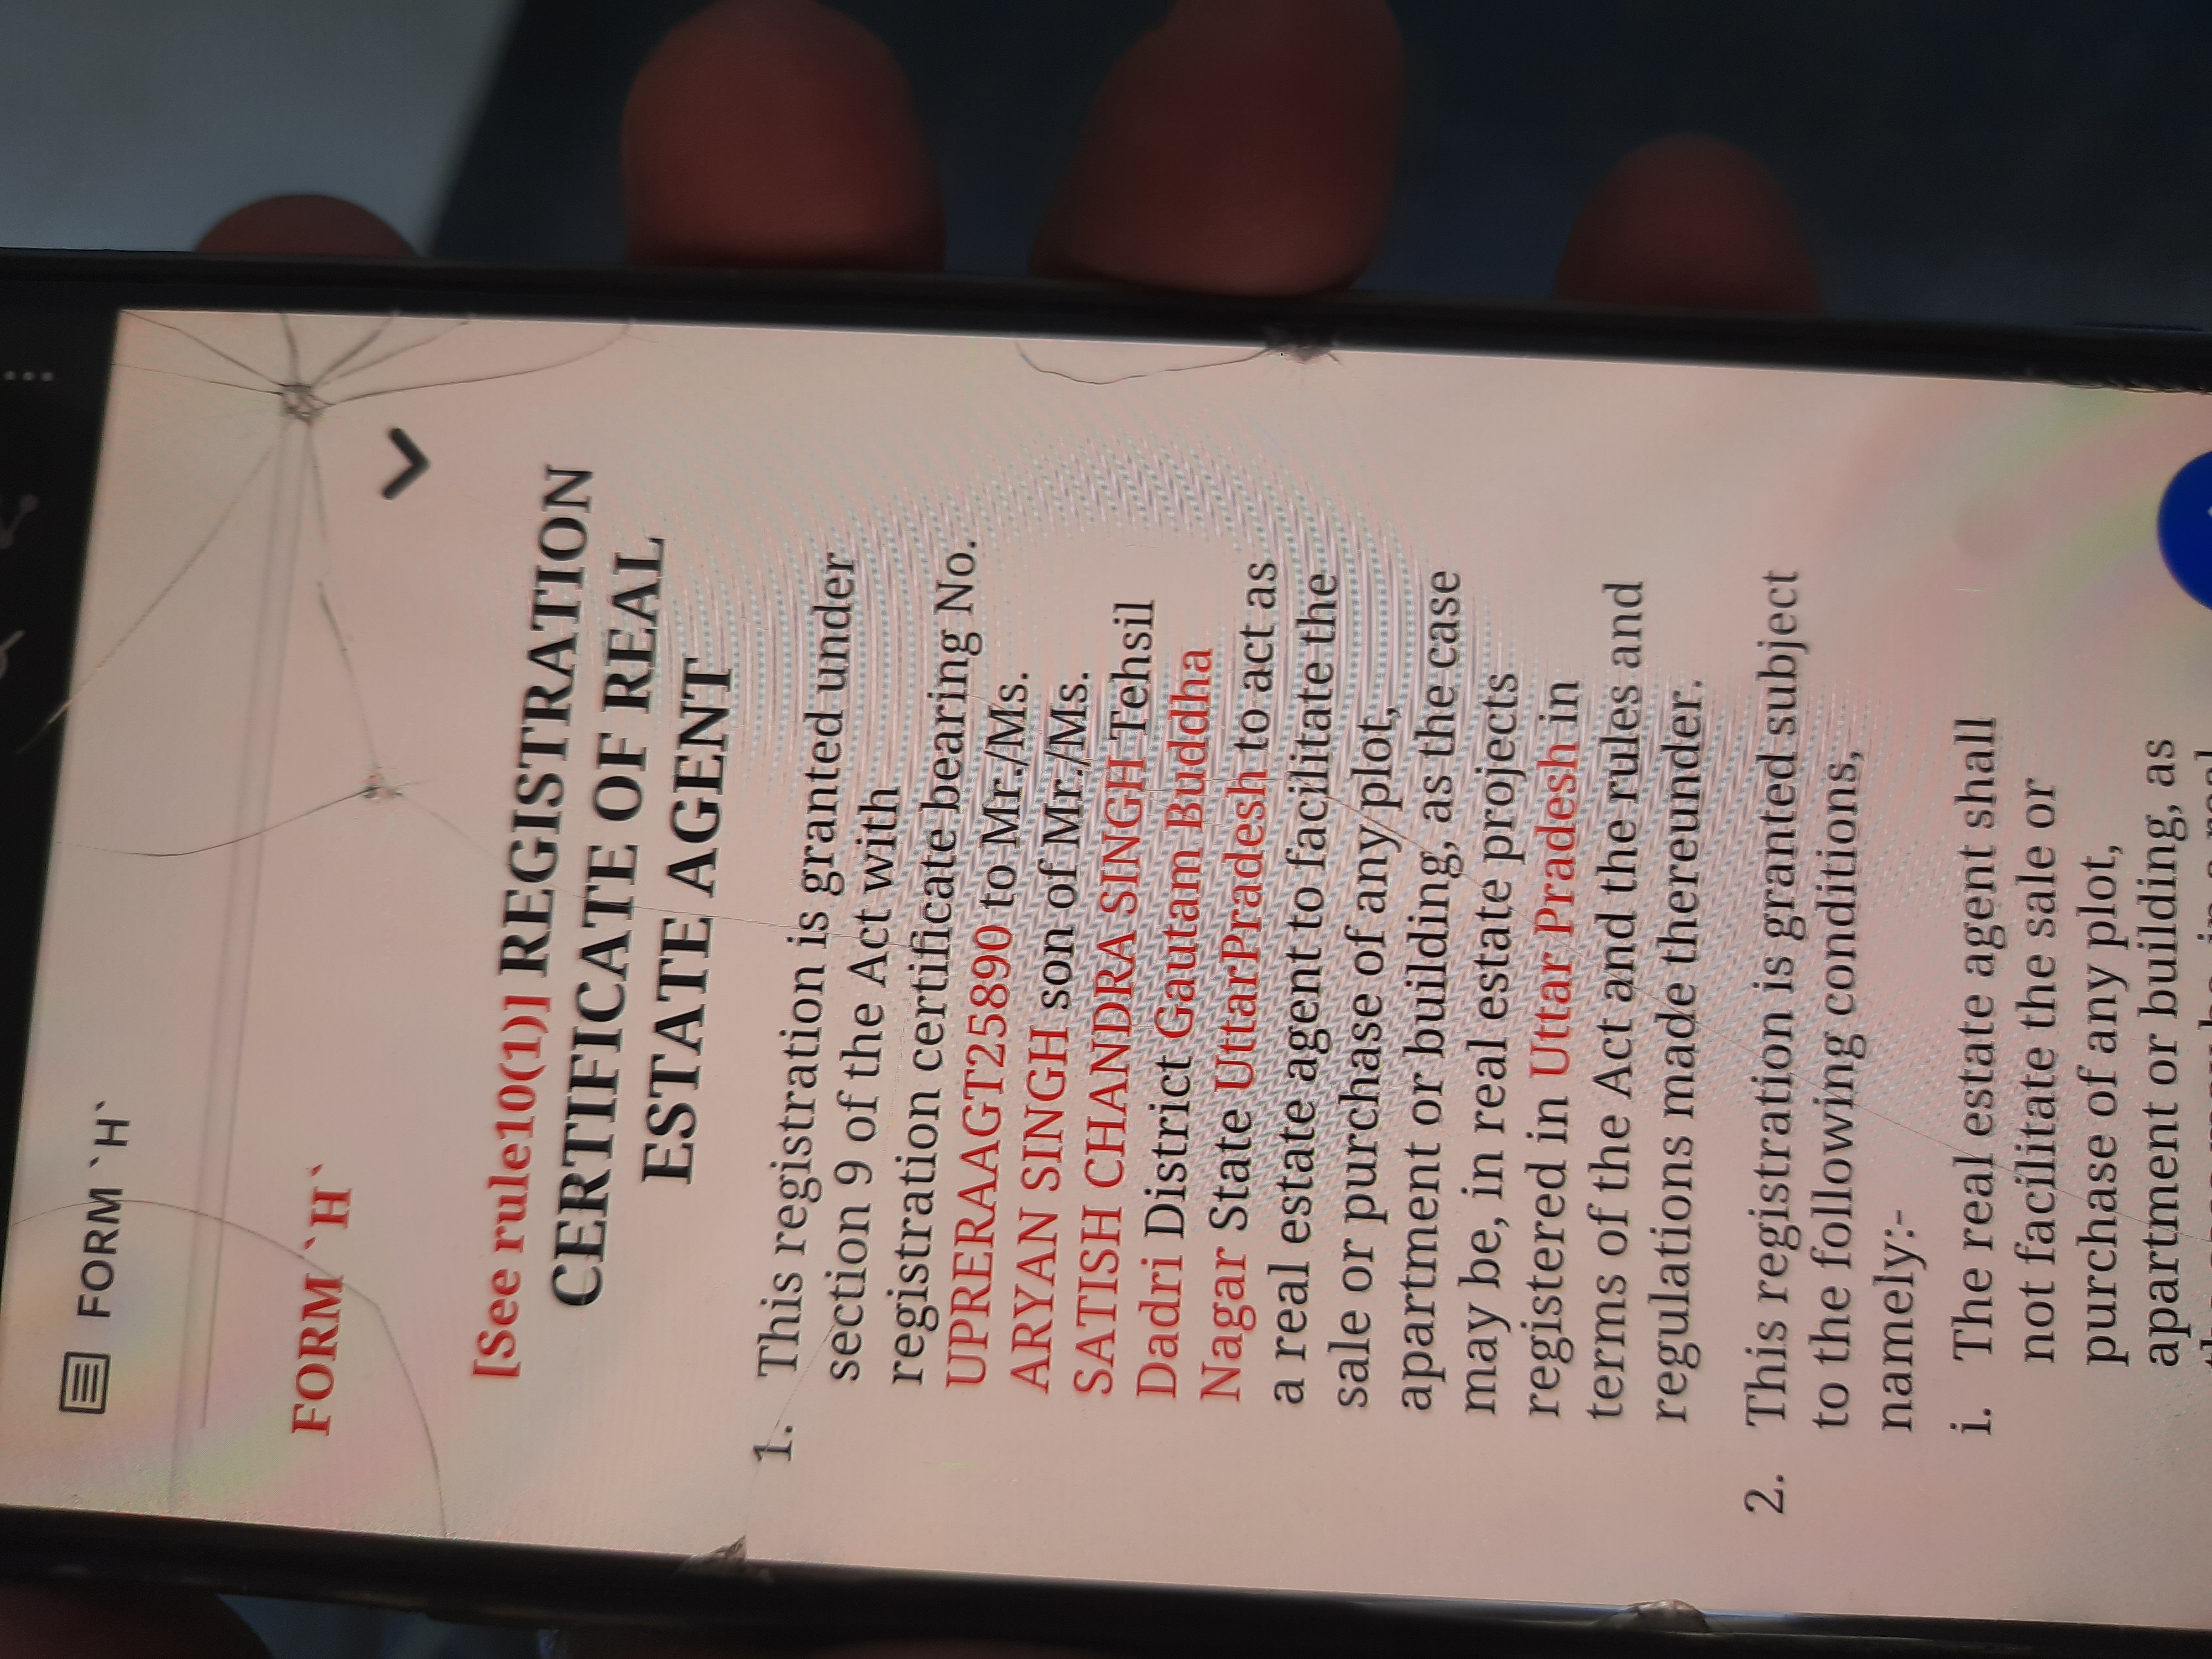 FORM `H`
FORM `H`
[See rule10(1)] REGISTRATION
CERTIFICATE OF REAL
ESTATE AGENT
1. This registration is granted under
section 9 of the Act with
registration certificate bearing No.
UPRERAAGT25890 to Mr./Ms.
ARYAN SINGH son of Mr./Ms.
SATISH CHANDRA SINGH Tehsil
Dadri District Gautam Buddha
Nagar State UttarPradesh to act as
a real estate agent to facilitate the
sale or purchase of any plot,
apartment or building, as the case
may be, in real estate projects
registered in Uttar Pradesh in
terms of the Act and the rules and
regulations made thereunder.
2. This registration is granted subject
to the following conditions,
namely:-
i. The real estate agent shall
not facilitate the sale or
purchase of any plot,
apartment or building, as